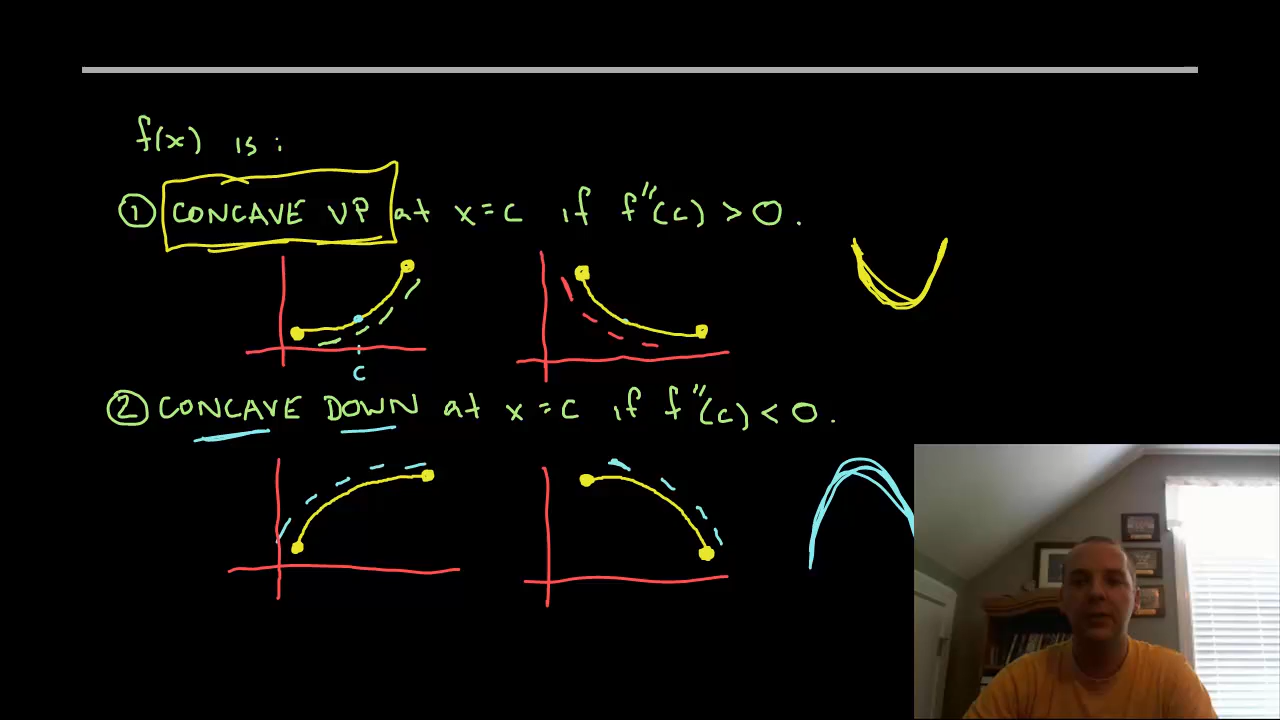 f(x) is:
① CONCAVE UP at x=c if f"(c) > 0.
c
② CONCAVE DOWN at x=c if f"(c) < 0.